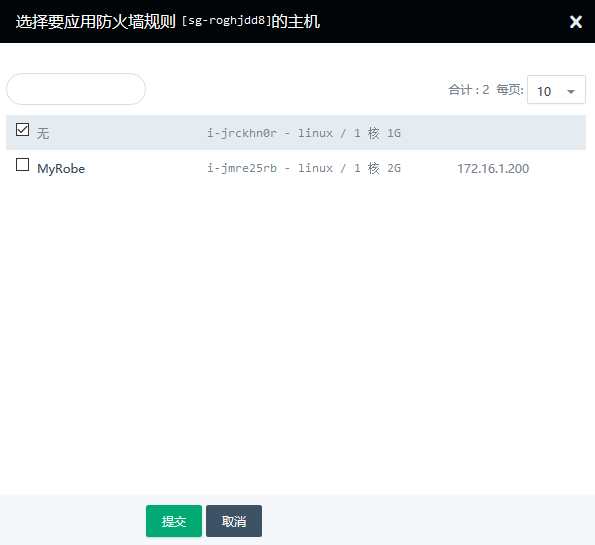 选择要应用防火墙规则 [sg-roghjdd8]的主机
合计 : 2 每页: 10
无 i-jrckhn0r - linux / 1 核 1G
MyRobe i-jmre25rb - linux / 1 核 2G 172.16.1.200
提交 取消